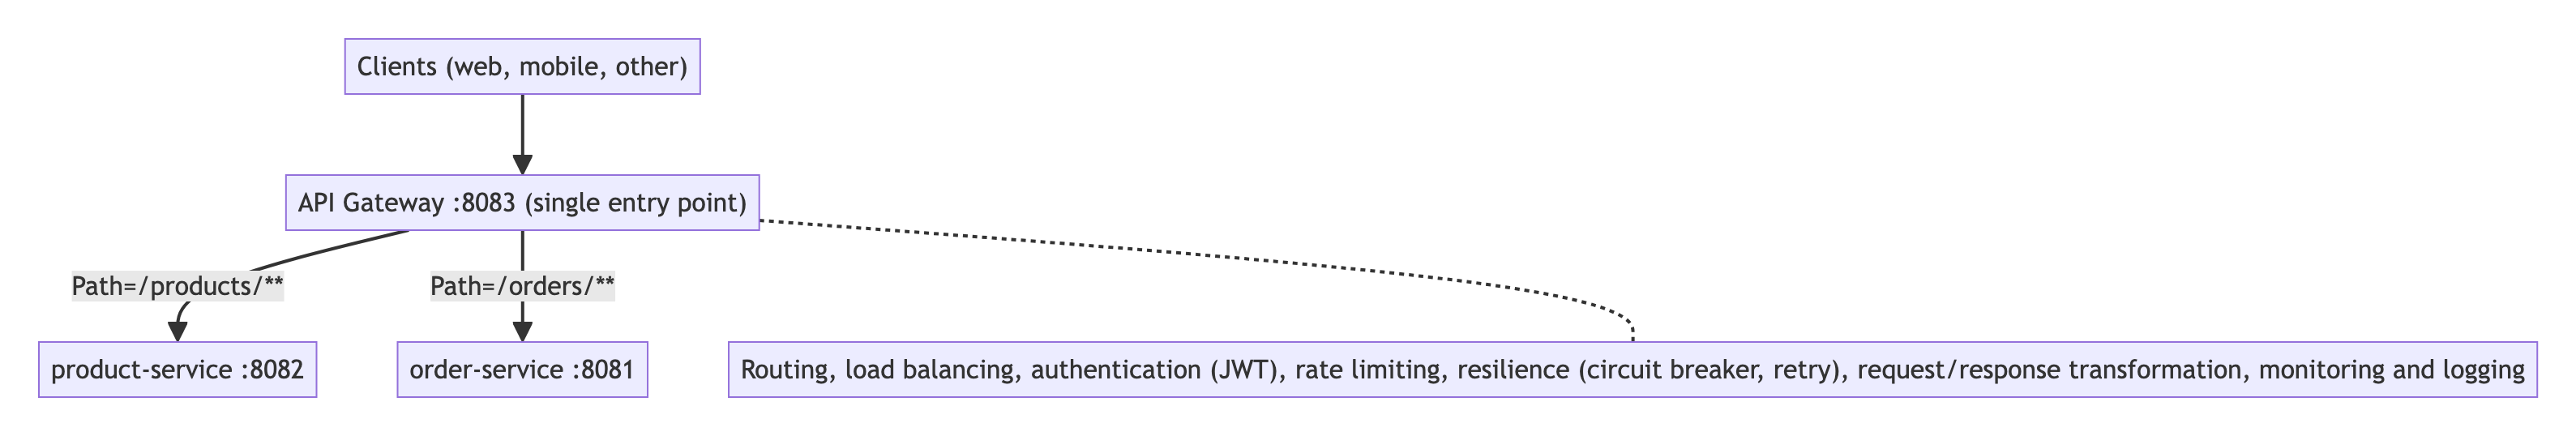 Clients (web, mobile, other)
API Gateway :8083 (single entry point)
Path=/products/**
Path=/orders/**
product-service :8082
order-service :8081
Routing, load balancing, authentication (JWT), rate limiting, resilience (circuit breaker, retry), request/response transformation, monitoring and logging